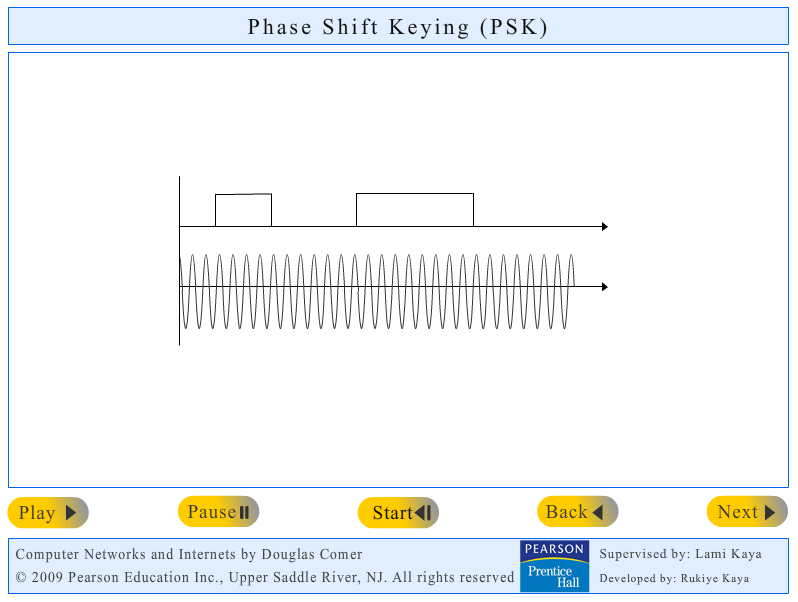 Phase Shift Keying (PSK)
Play
Pause
Start
Back
Next
Computer Networks and Internets by Douglas Comer
© 2009 Pearson Education Inc., Upper Saddle River, NJ. All rights reserved
PEARSON
Prentice
Hall
Supervised by: Lami Kaya
Developed by: Rukiye Kaya